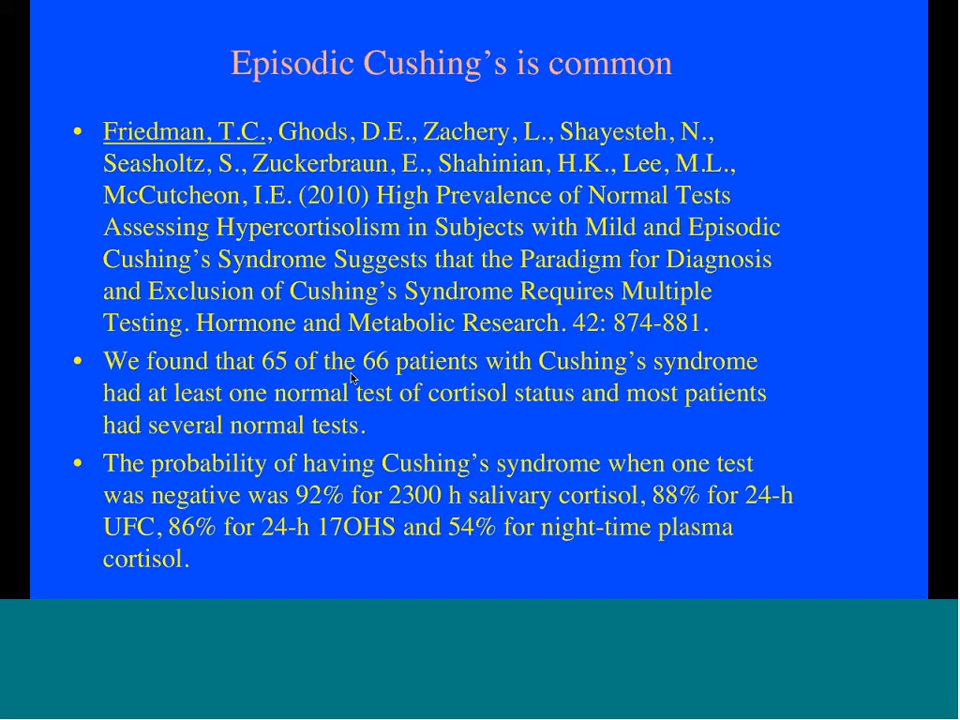 Episodic Cushing's is common
• Friedman, T.C., Ghods, D.E., Zachery, L., Shayesteh, N.,
Seasholtz, S., Zuckerbraun, E., Shahinian, H.K., Lee, M.L.,
McCutcheon, I.E. (2010) High Prevalence of Normal Tests
Assessing Hypercortisolism in Subjects with Mild and Episodic
Cushing's Syndrome Suggests that the Paradigm for Diagnosis
and Exclusion of Cushing's Syndrome Requires Multiple
Testing. Hormone and Metabolic Research. 42: 874-881.
• We found that 65 of the 66 patients with Cushing's syndrome
had at least one normal test of cortisol status and most patients
had several normal tests.
• The probability of having Cushing's syndrome when one test
was negative was 92% for 2300 h salivary cortisol, 88% for 24-h
UFC, 86% for 24-h 17OHS and 54% for night-time plasma
cortisol.